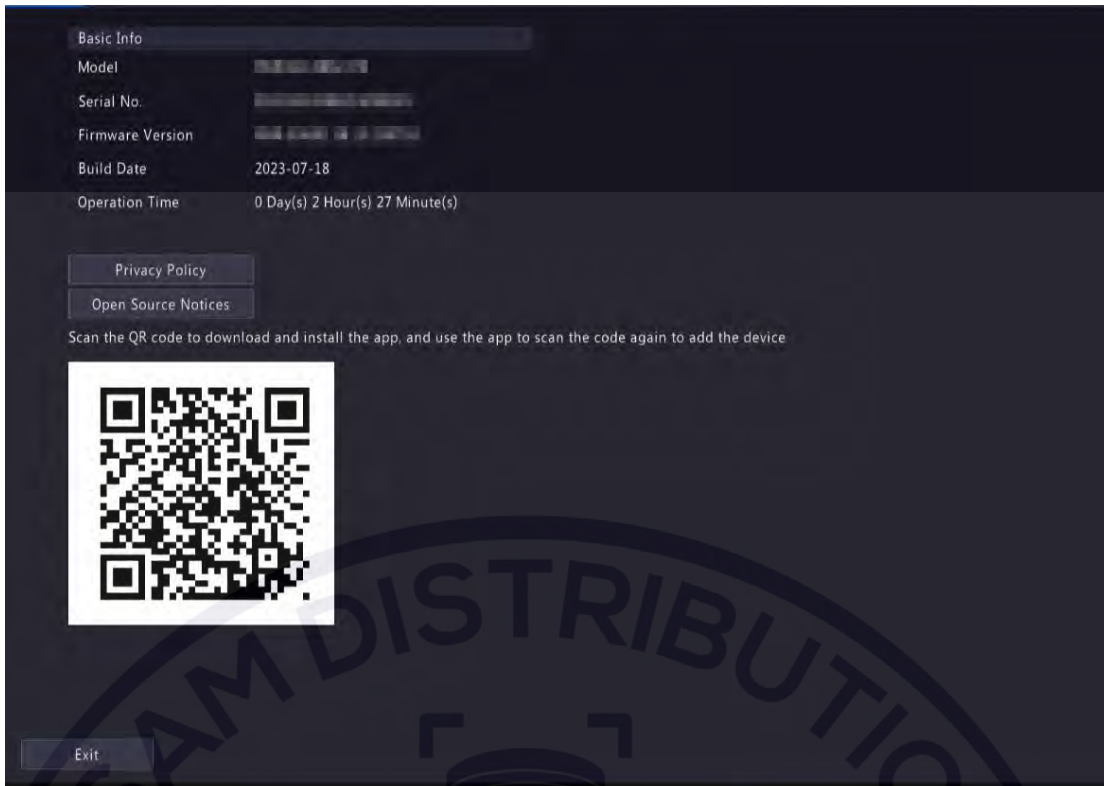 Basic Info
Model
Serial No.
Firmware Version
Build Date 2023-07-18
Operation Time 0 Day(s) 2 Hour(s) 27 Minute(s)
Privacy Policy
Open Source Notices
Scan the QR code to download and install the app, and use the app to scan the code again to add the device
DISTRIBUTIO
Exit